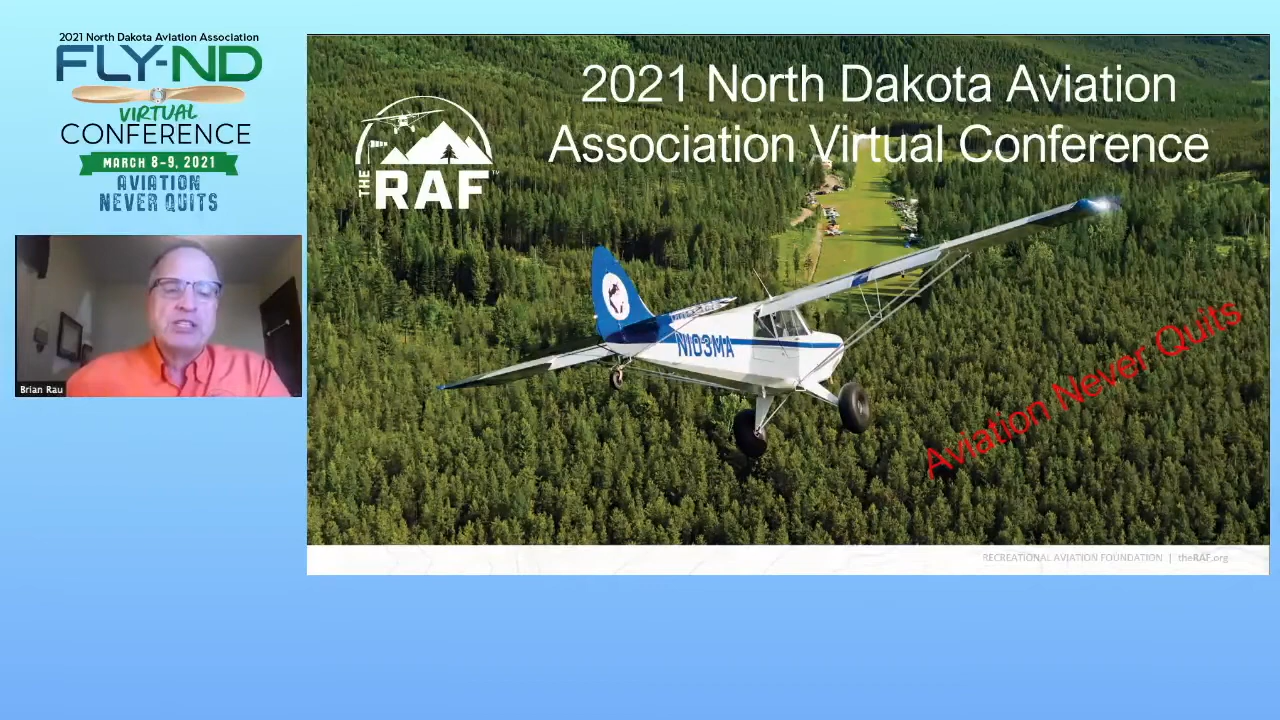 2021 North Dakota Aviation Association
FLY-ND
VIRTUAL
CONFERENCE
MARCH 8-9, 2021
AVIATION
NEVER QUITS
Brian Rau
2021 North Dakota Aviation
Association Virtual Conference
THE RAF
TM
N103MA
Aviation Never Quits
RECREATIONAL AVIATION FOUNDATION | theRAF.org